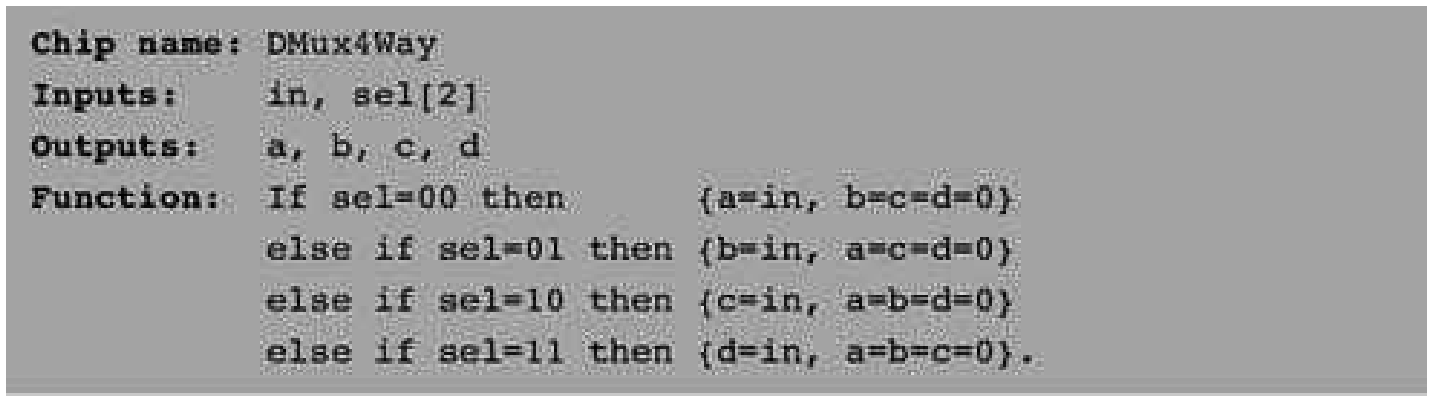 Chip name: DMux4Way
Inputs: in, sel[2]
Outputs: a, b, c, d
Function: If sel=00 then {a=in, b=c=d=0}
else if sel=01 then {b=in, a=c=d=0}
else if sel=10 then {c=in, a=b=d=0}
else if sel=11 then {d=in, a=b=c=0}.